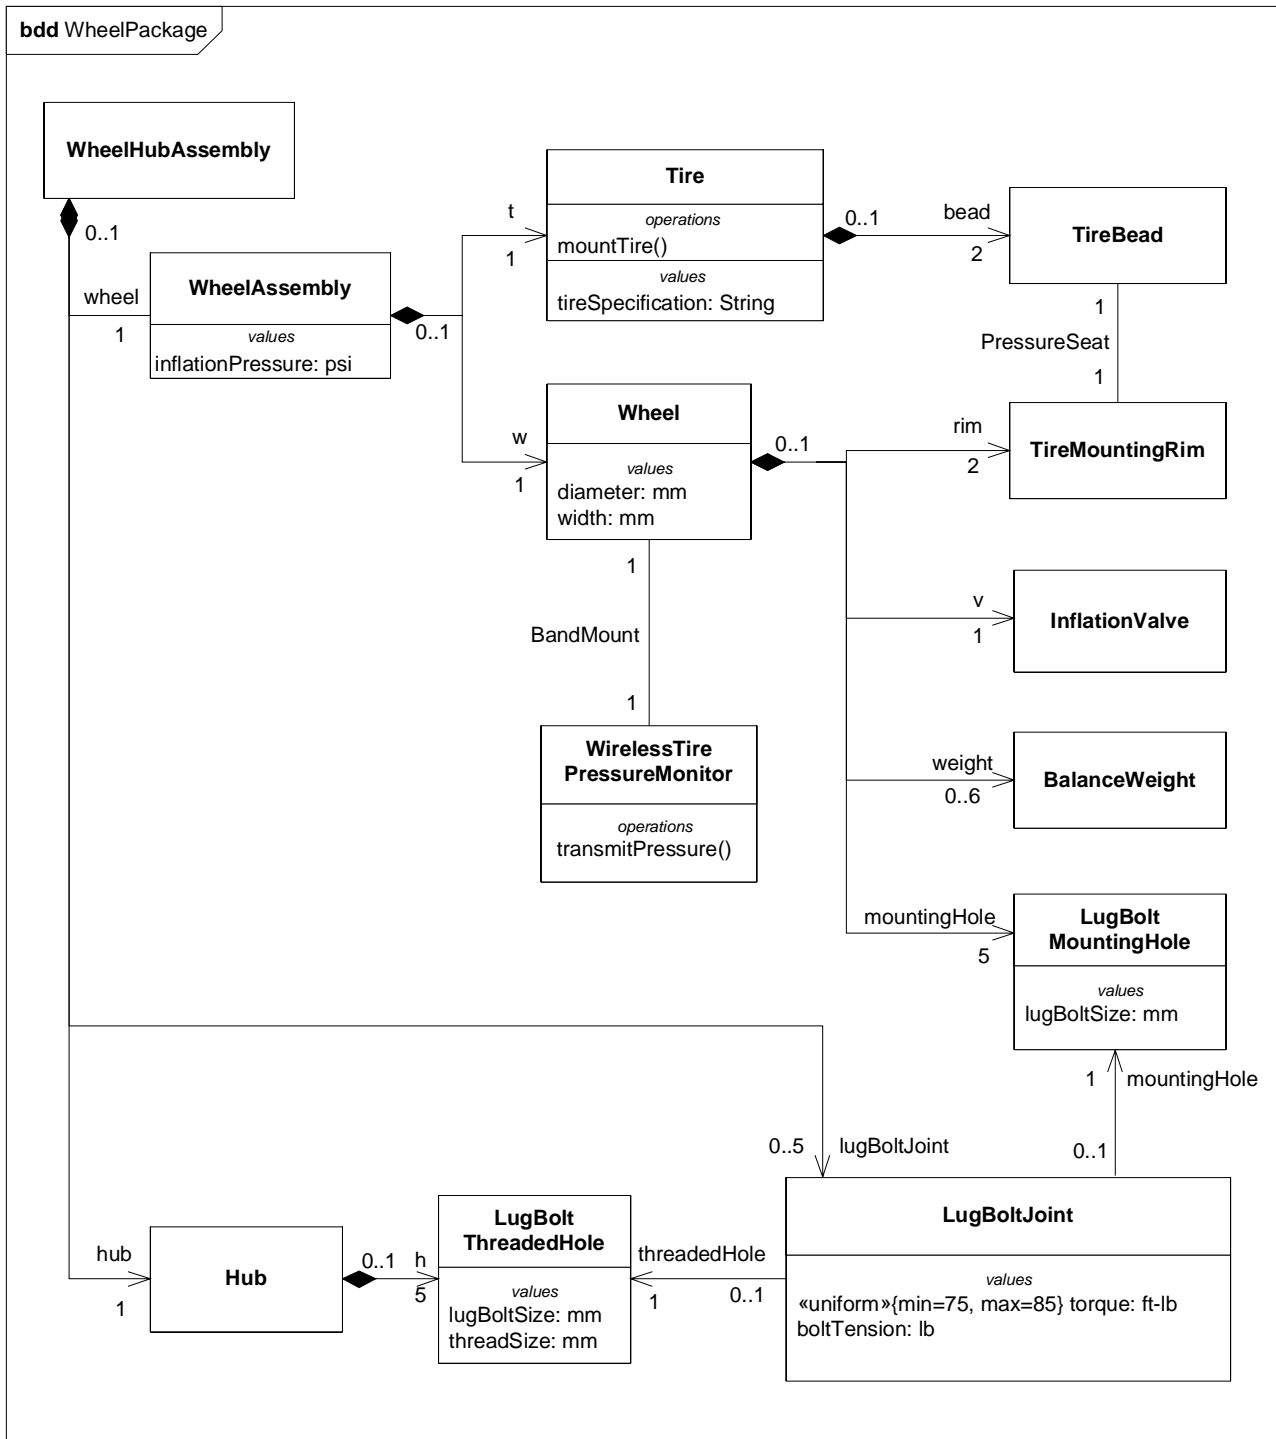 bdd WheelPackage
WheelHubAssembly
0..1
wheel
1
WheelAssembly
values
inflationPressure: psi
0..1
t
1
Tire
operations
mountTire()
values
tireSpecification: String
0..1
bead
2
TireBead
1
PressureSeat
1
w
1
Wheel
values
diameter: mm
width: mm
0..1
rim
2
TireMountingRim
1
BandMount
1
v
1
InflationValve
WirelessTire
PressureMonitor
operations
transmitPressure()
weight
0..6
BalanceWeight
mountingHole
5
LugBolt
MountingHole
values
lugBoltSize: mm
1
mountingHole
0..5
lugBoltJoint
0..1
hub
1
Hub
0..1
h
5
LugBolt
ThreadedHole
values
lugBoltSize: mm
threadSize: mm
threadedHole
1
0..1
LugBoltJoint
values
«uniform»{min=75, max=85} torque: ft-lb
boltTension: lb